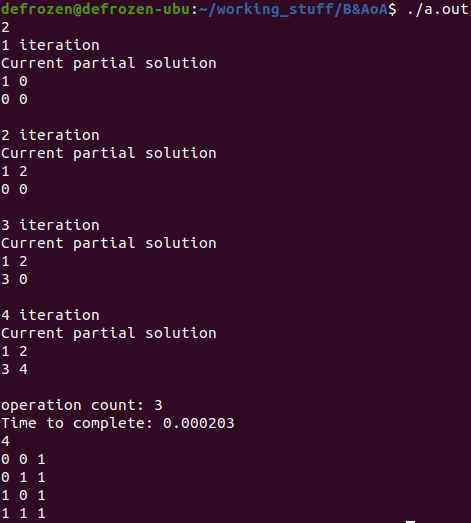 defrozen@defrozen-ubu:~/working_stuff/B&AoA$ ./a.out
2
1 iteration
Current partial solution
1 0
0 0

2 iteration
Current partial solution
1 2
0 0

3 iteration
Current partial solution
1 2
3 0

4 iteration
Current partial solution
1 2
3 4

operation count: 3
Time to complete: 0.000203
4
0 0 1
0 1 1
1 0 1
1 1 1